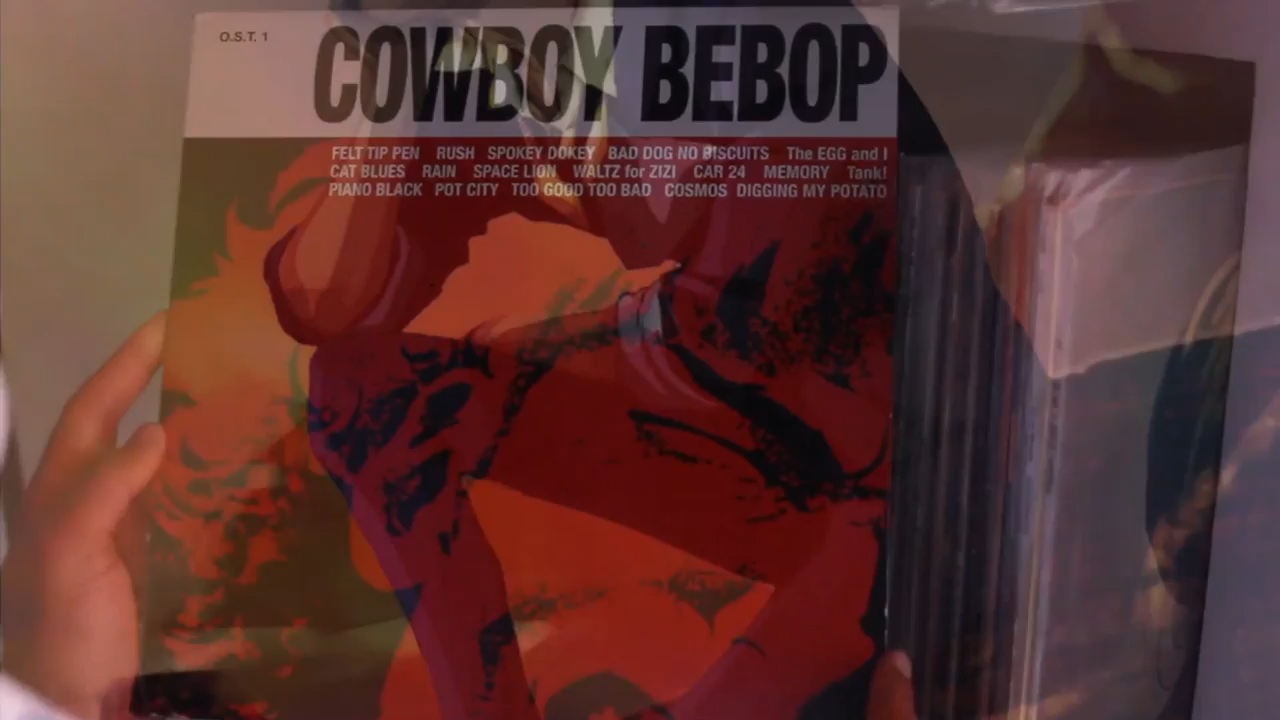 O.S.T. 1
COWBOY BEBOP
FELT TIP PEN RUSH SPOKEY DOKEY BAD DOG NO BISCUITS The EGG and I
CAT BLUES RAIN SPACE LION WALTZ for ZIZI CAR 24 MEMORY Tank!
PIANO BLACK POT CITY TOO GOOD TOO BAD COSMOS DIGGING MY POTATO